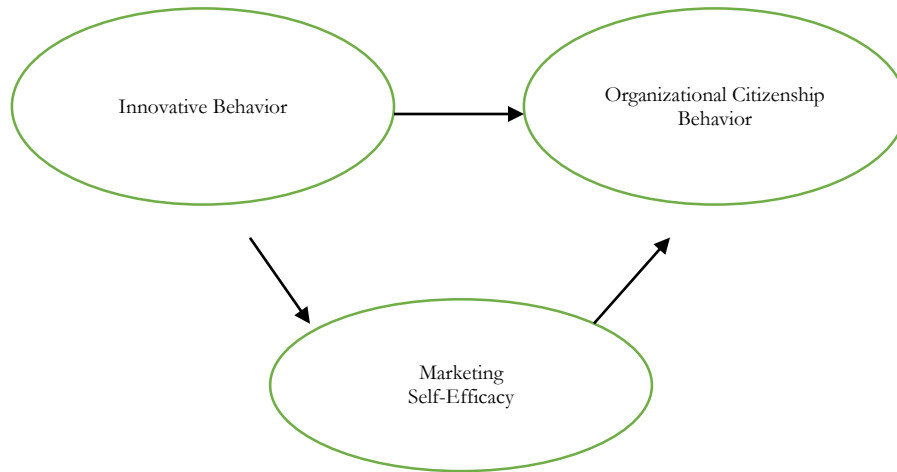 Innovative Behavior
Organizational Citizenship
Behavior
Marketing
Self-Efficacy